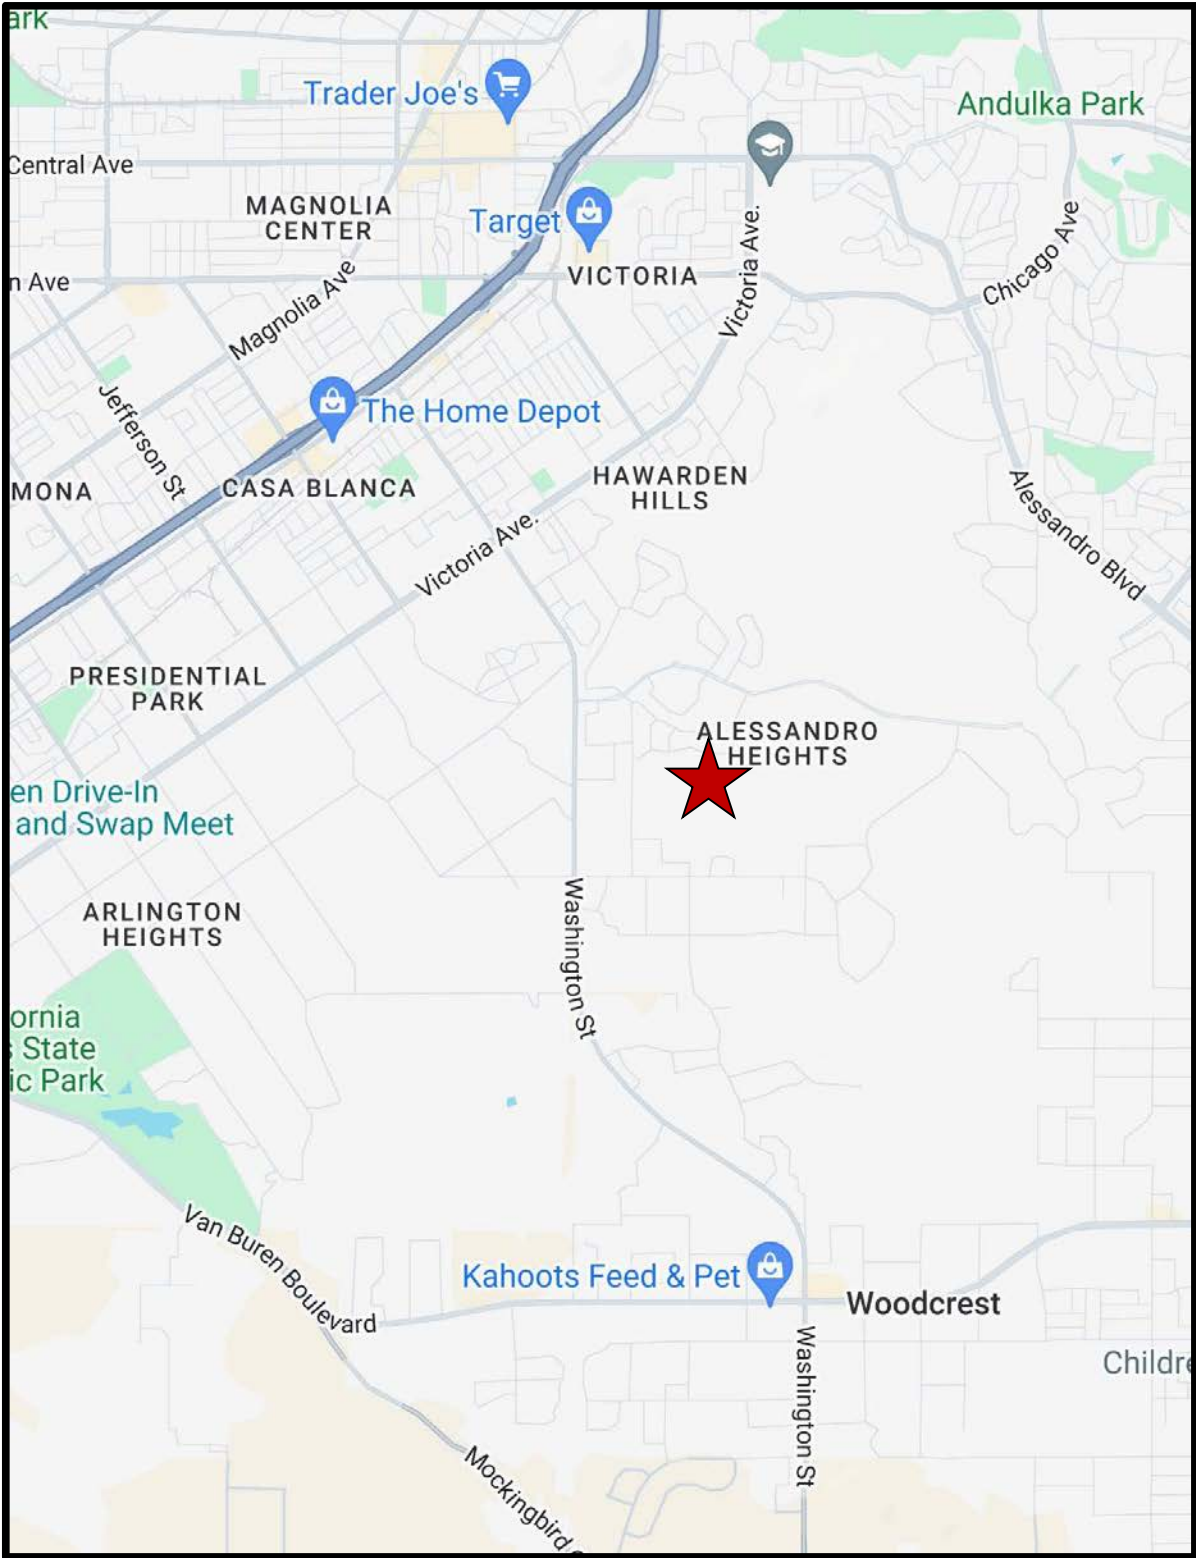 ark
Trader Joe's
Andulka Park
Central Ave
MAGNOLIA
CENTER
Target
Victoria Ave.
Chicago Ave
n Ave
VICTORIA
Magnolia Ave
Jefferson St
The Home Depot
MONA
CASA BLANCA
HAWARDEN
HILLS
Alessandro Blvd
Victoria Ave.
PRESIDENTIAL
PARK
ALESSANDRO
HEIGHTS
en Drive-In
and Swap Meet
ARLINGTON
HEIGHTS
Washington St
ornia
s State
ic Park
Van Buren Boulevard
Kahoots Feed & Pet
Woodcrest
Washington St
Childre
Mockingbird